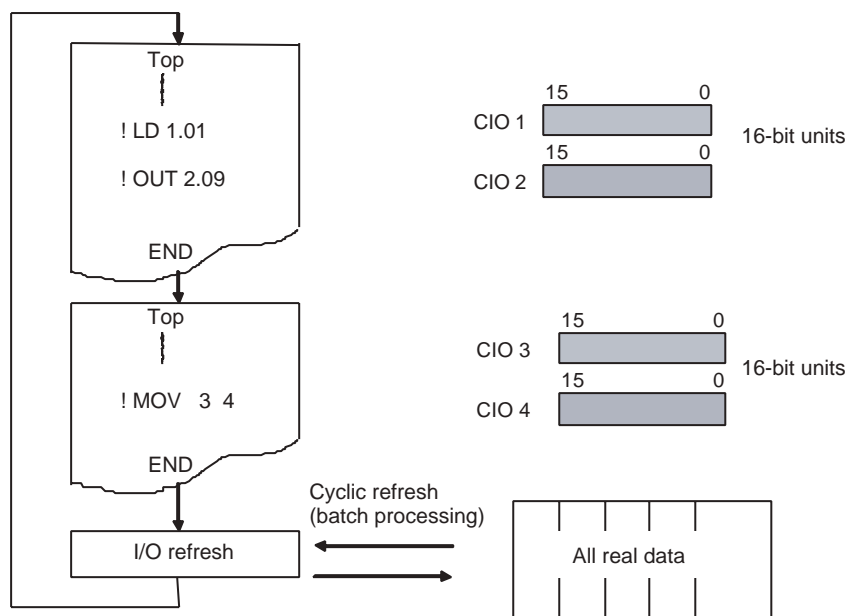 Top
! LD 1.01
! OUT 2.09
END
15 0
CIO 1
15 0
CIO 2
16-bit units
Top
! MOV 3 4
END
15 0
CIO 3
15 0
CIO 4
16-bit units
Cyclic refresh
(batch processing)
I/O refresh
All real data